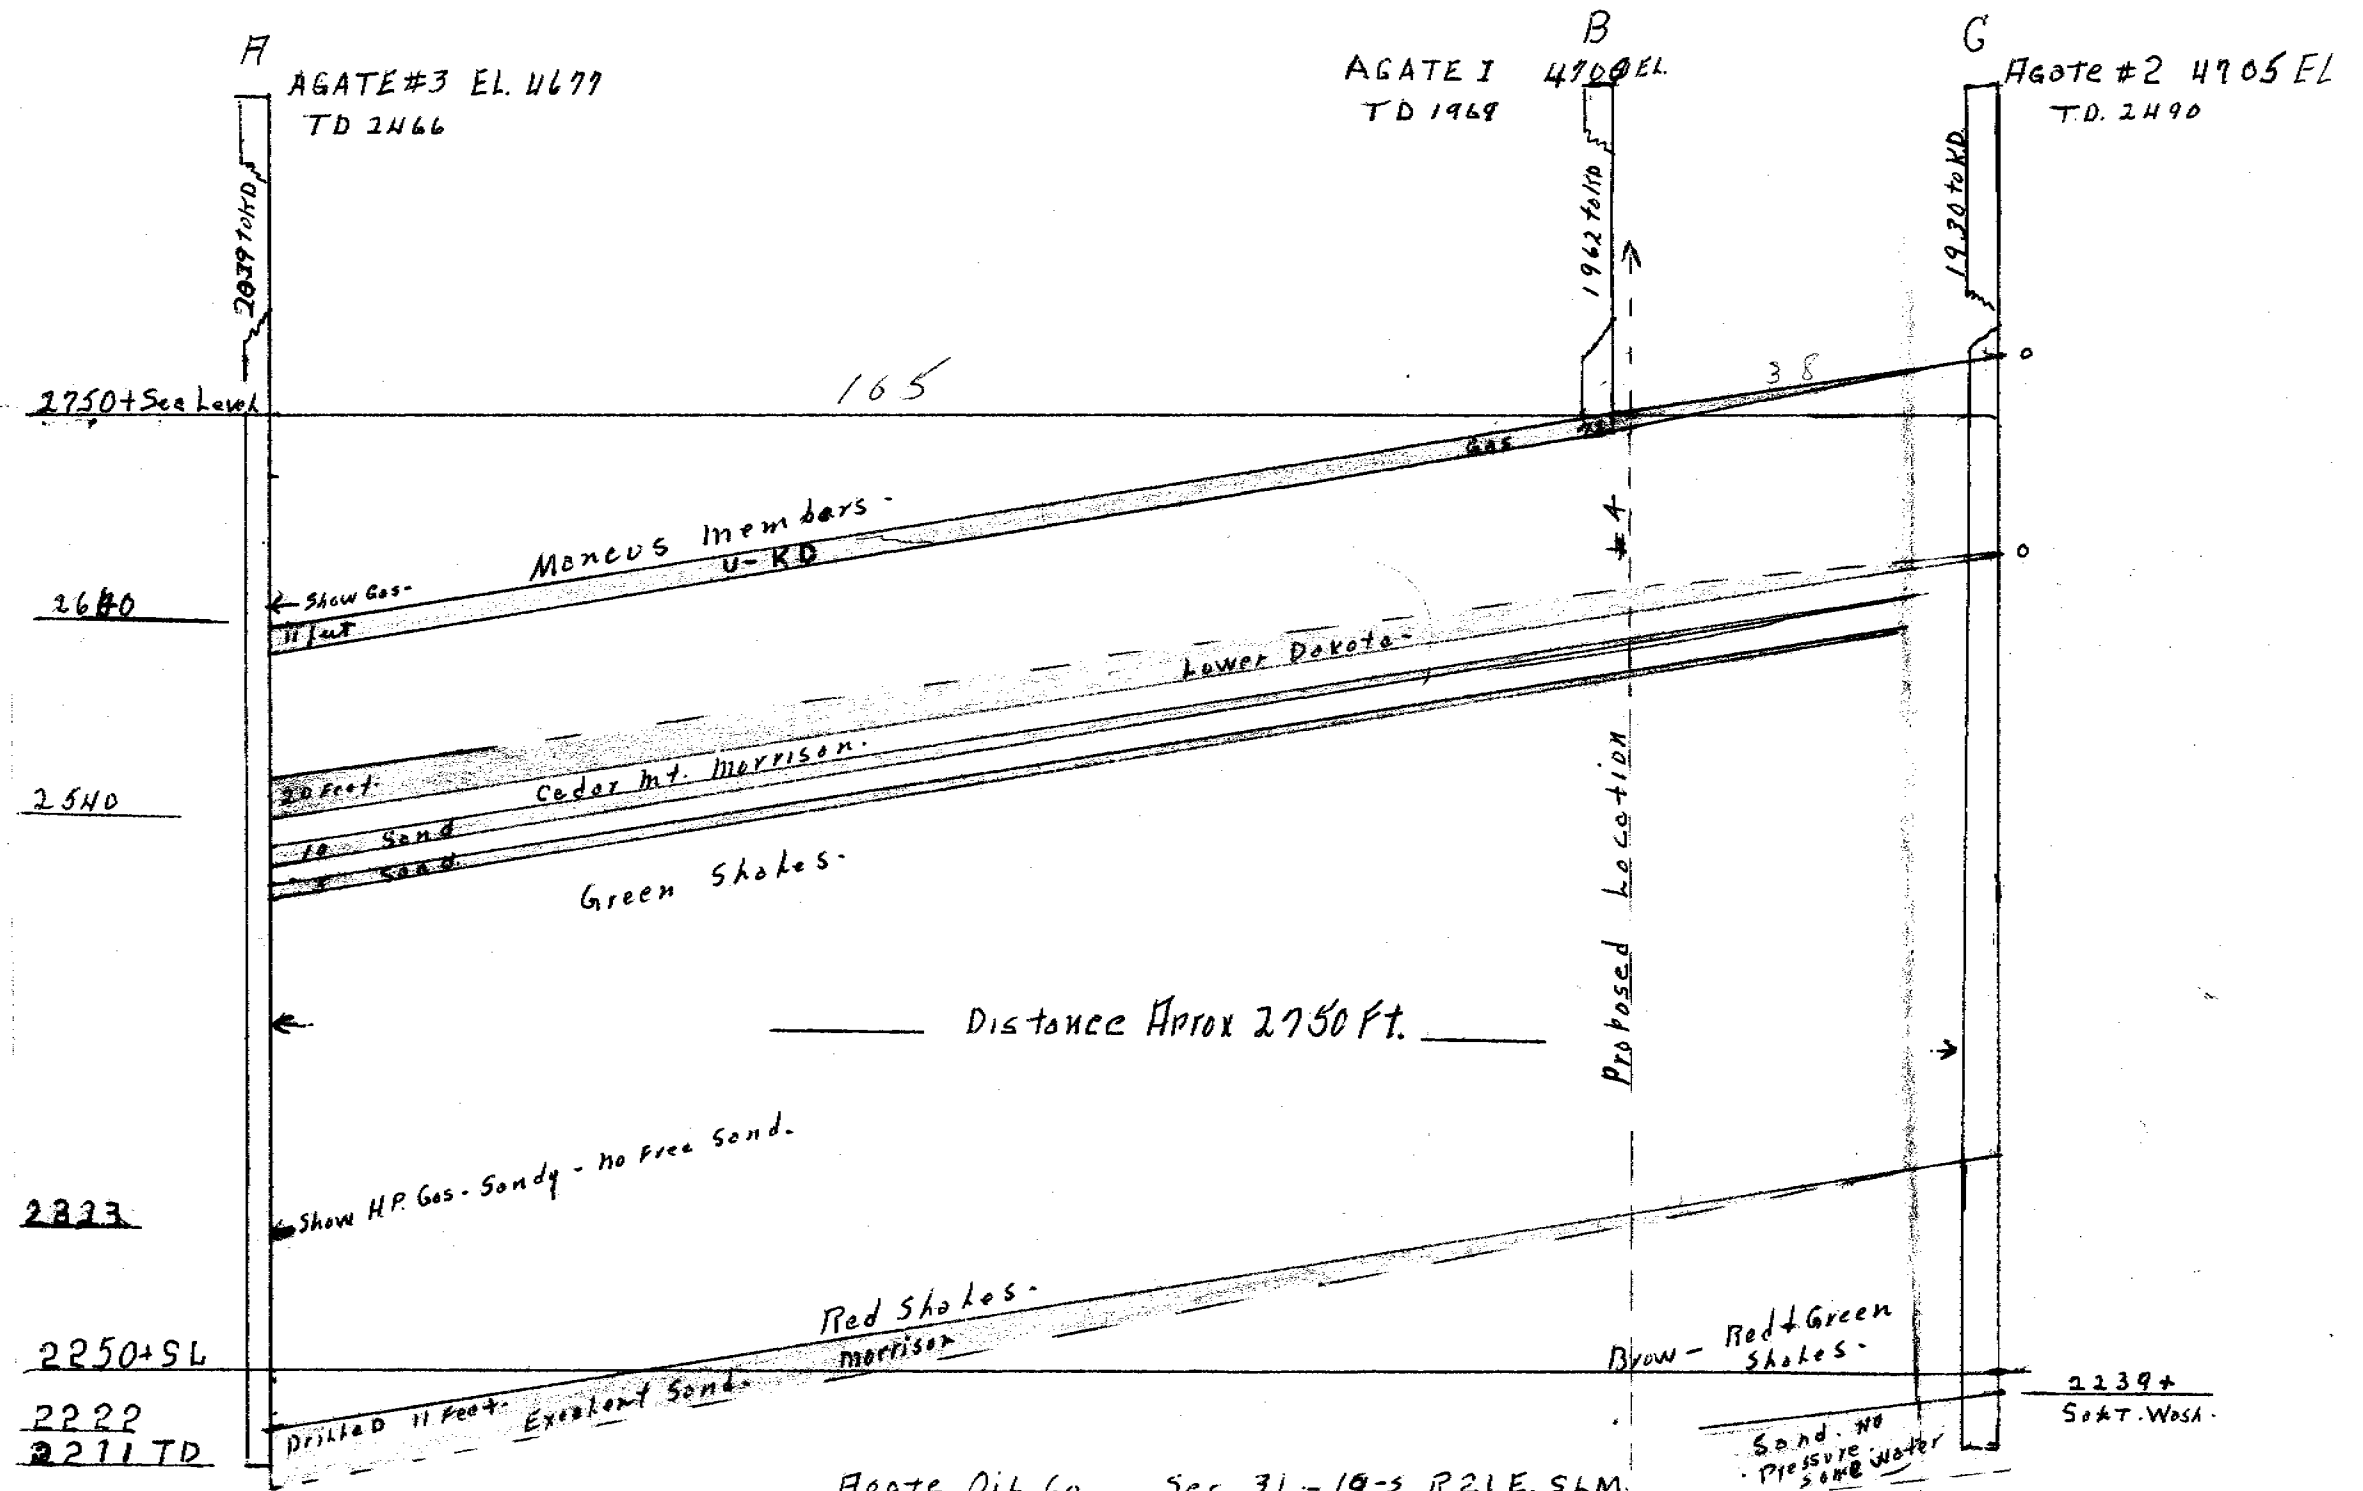 A
AGATE #3 EL. 4677
TD 2466
B
AGATE I 4700 EL.
TD 1969
G
Agate #2 4705 EL
T.D. 2490
2039 to KD
1962 to KD
1930 to KD
2750+ Sea Level
165
38
Gas
Mancus Members -
U-KD
← Show Gas -
11 feet
2640
#4
Lower Dakota -
20 Feet.
Cedar Mt. Morrison.
2540
10 Sand
Sand.
Green Shales -
Proposed Location
Distance Aprox 2750 Ft.
Show H.P. Gas - Sandy - no Free Sand.
2323
Red Shales -
Morrison
Brow - Red & Green
Shales -
2250+ SL
2222
2211 TD
Drilled 11 Feet.
Excelent Sand.
2239+
Salt. Wash.
Sand. No
Pressure
some water
Agate Oil Co. Sec 31 - 19-S R21E. SLM.